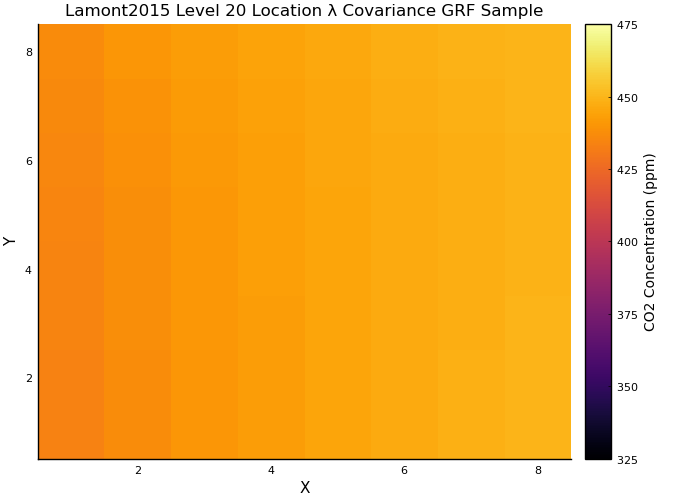 Lamont2015 Level 20 Location λ Covariance GRF Sample
8
6
4
2
Y
2 4 6 8
X
475
450
425
400
375
350
325
CO2 Concentration (ppm)